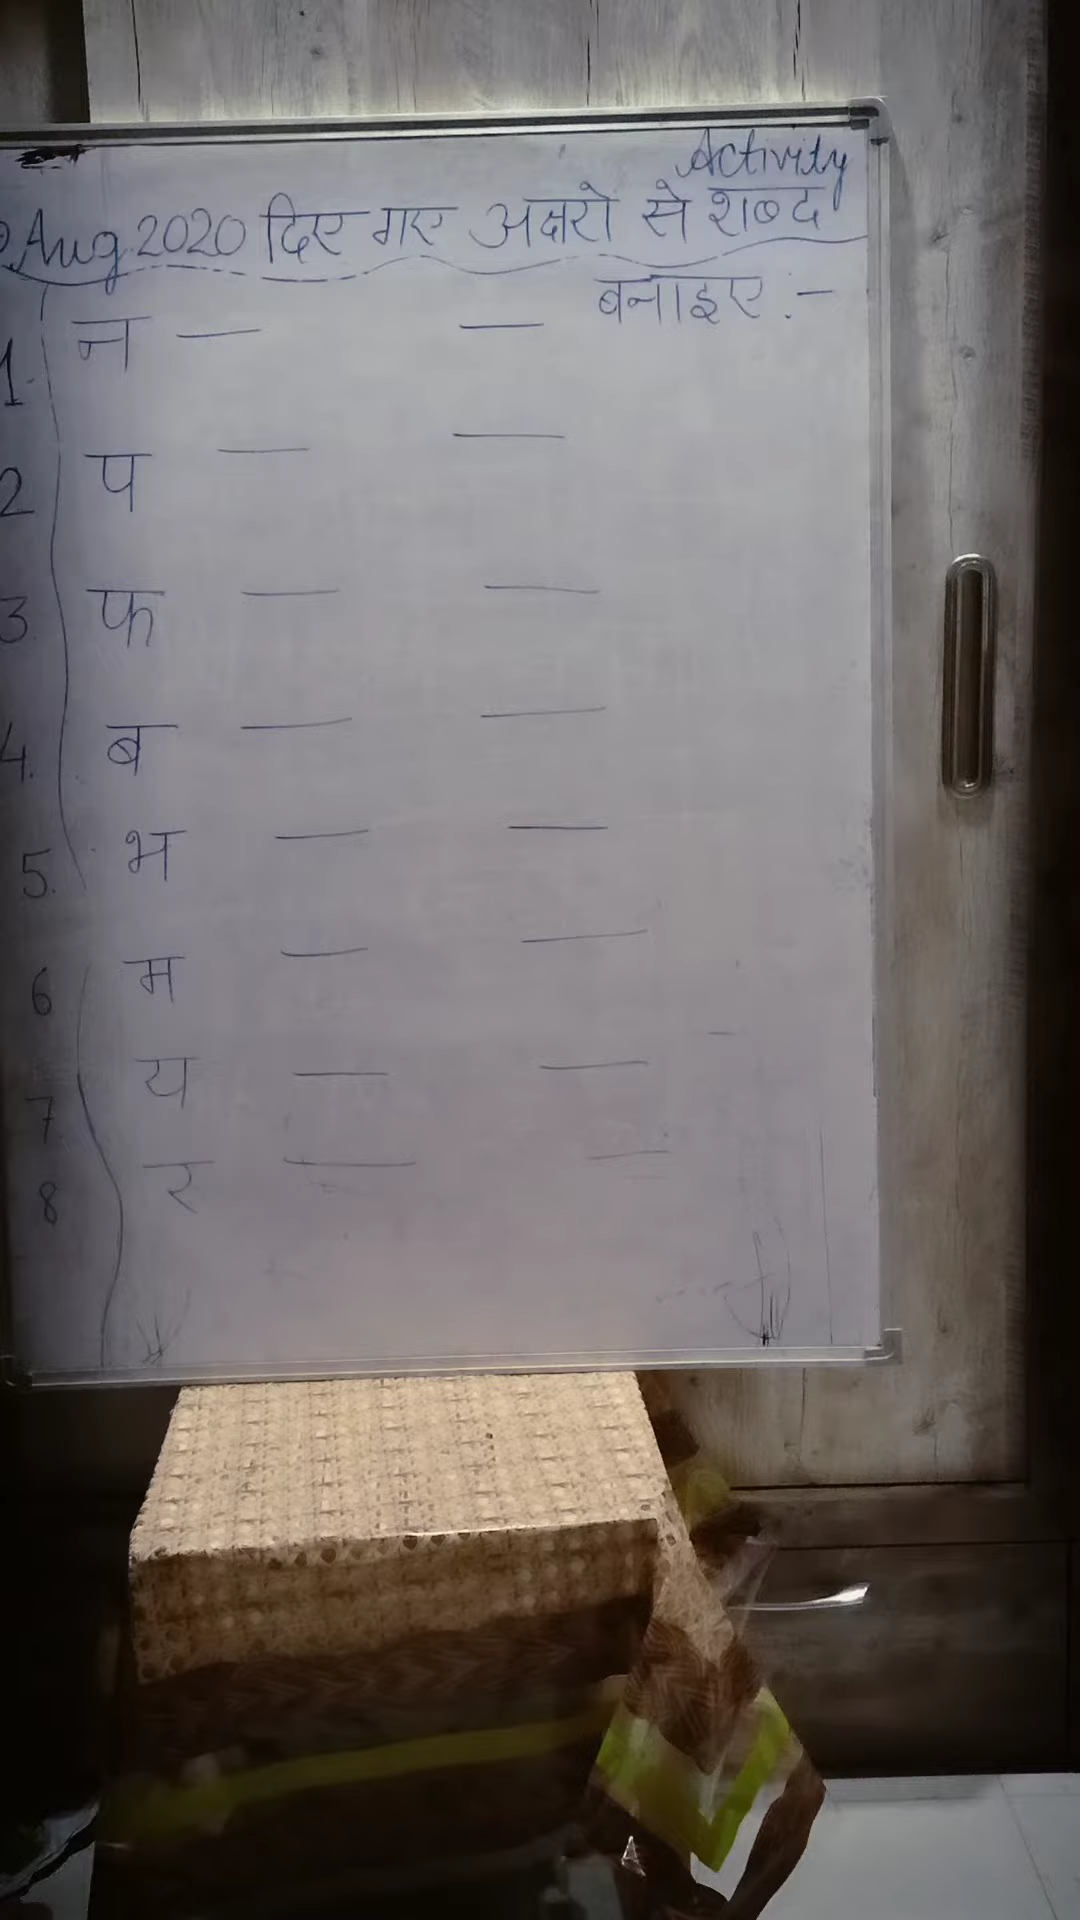 Activity
Aug 2020 दिए गए अक्षरों से शब्द
बनाइए :-
1. न — —
2 प — —
3. फ — —
4. ब — —
5. भ — —
6 म — —
7 य — —
8 र — —